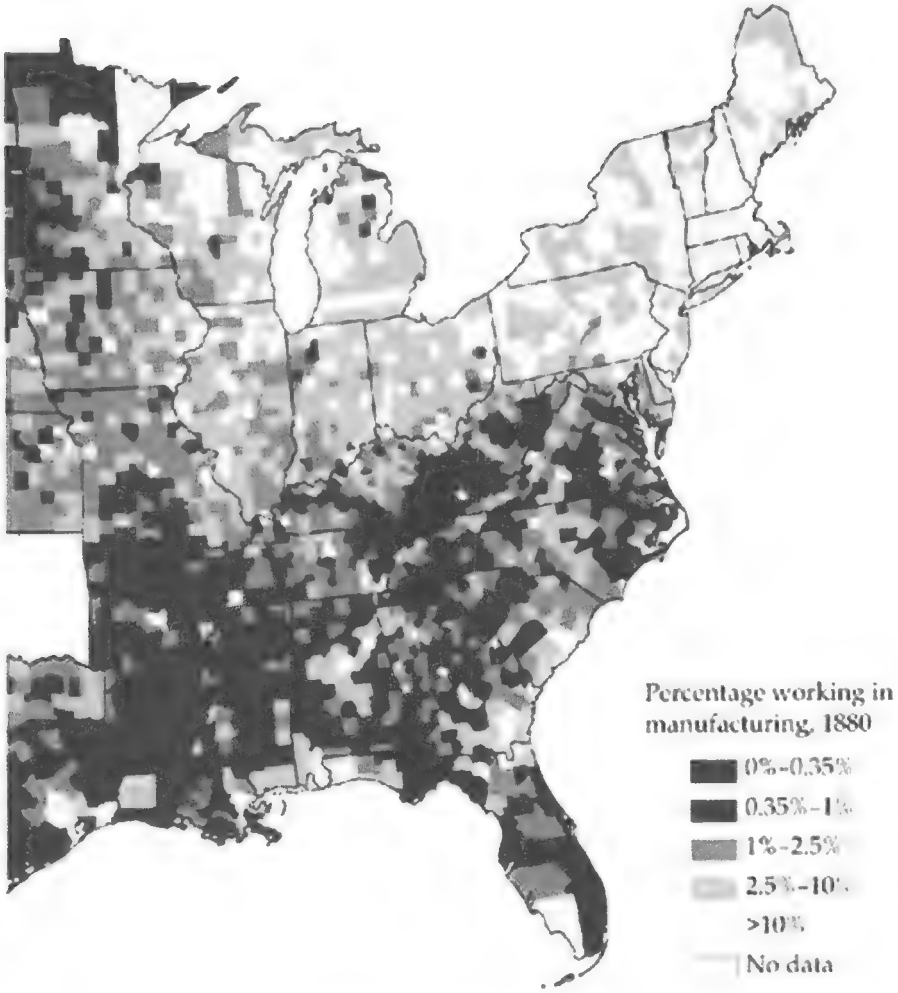 Percentage working in
manufacturing, 1880
0%–0.35%
0.35%–1%
1%–2.5%
2.5%–10%
>10%
No data